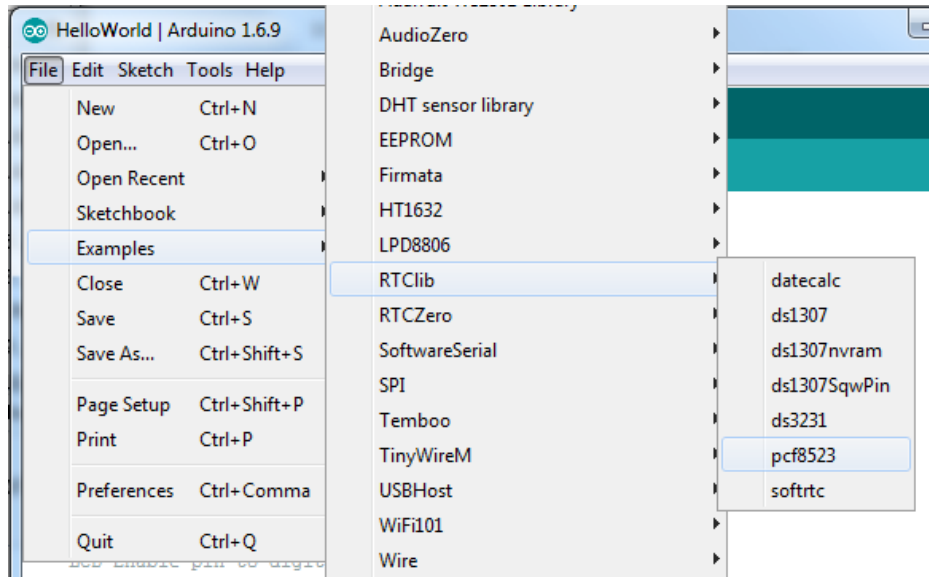 HelloWorld | Arduino 1.6.9
File Edit Sketch Tools Help
New Ctrl+N
Open... Ctrl+O
Open Recent
Sketchbook
Examples
Close Ctrl+W
Save Ctrl+S
Save As... Ctrl+Shift+S
Page Setup Ctrl+Shift+P
Print Ctrl+P
Preferences Ctrl+Comma
Quit Ctrl+Q
AudioZero
Bridge
DHT sensor library
EEPROM
Firmata
HT1632
LPD8806
RTClib
RTCZero
SoftwareSerial
SPI
Temboo
TinyWireM
USBHost
WiFi101
Wire
datecalc
ds1307
ds1307nvram
ds1307SqwPin
ds3231
pcf8523
softrtc